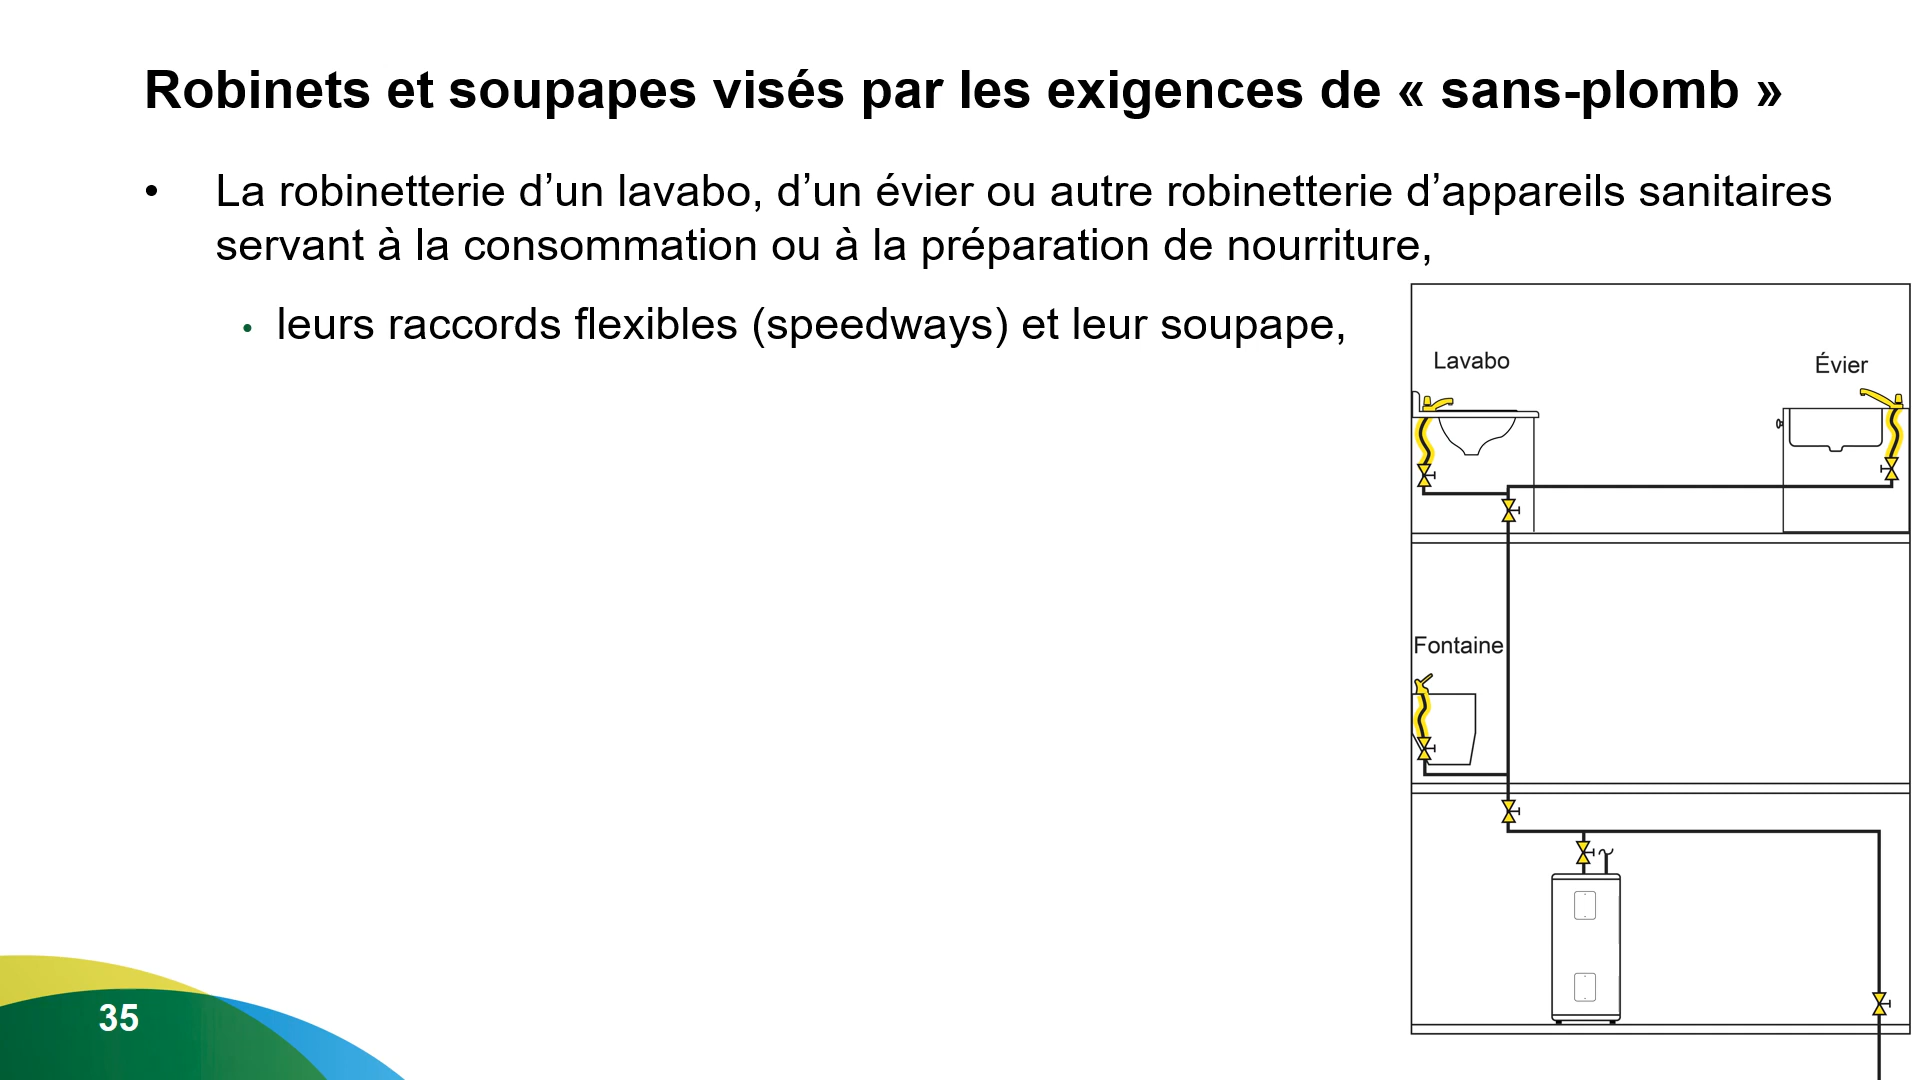 Robinets et soupapes visés par les exigences de « sans-plomb »
• La robinetterie d’un lavabo, d’un évier ou autre robinetterie d’appareils sanitaires
servant à la consommation ou à la préparation de nourriture,
• leurs raccords flexibles (speedways) et leur soupape,
Lavabo
Évier
Fontaine
35